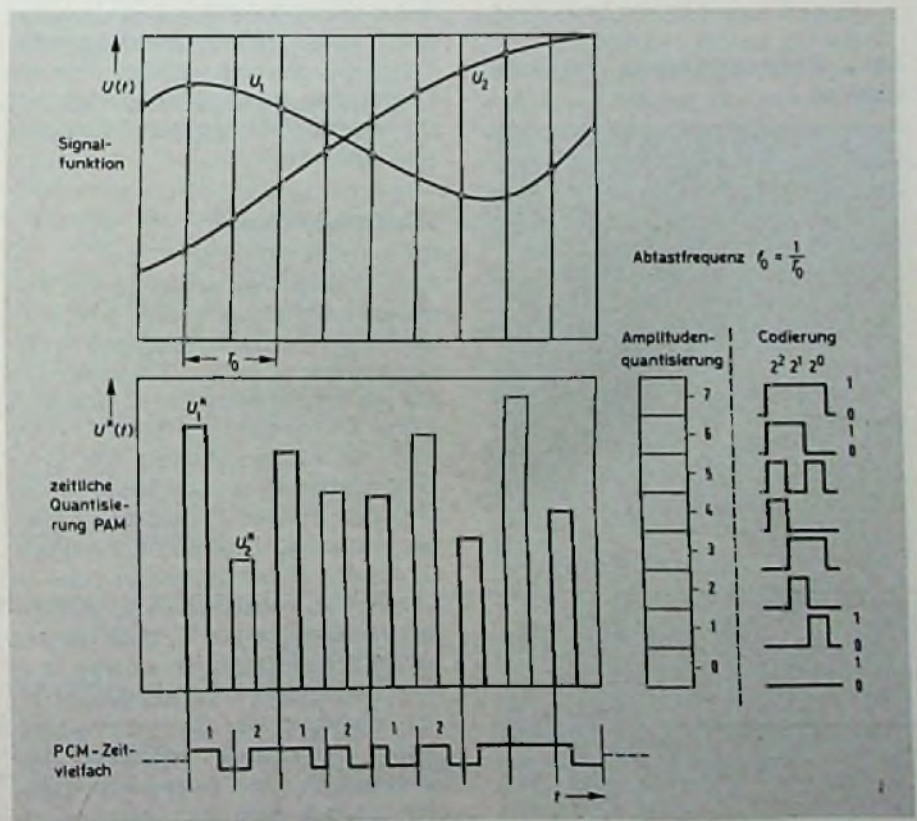 U(t)
U₁
U₂
Signal-
funktion
Abtastfrequenz f₀ = 1/T₀
T₀
Amplituden-
quantisierung
Codierung
2² 2¹ 2⁰
U*(t)
U₁*
U₂*
zeitliche
Quantisie-
rung PAM
7
6
5
4
3
2
1
0
1
0
1
0
1
0
1
0
PCM-Zeit-
vielfach
1 2 1 2 1 2
t